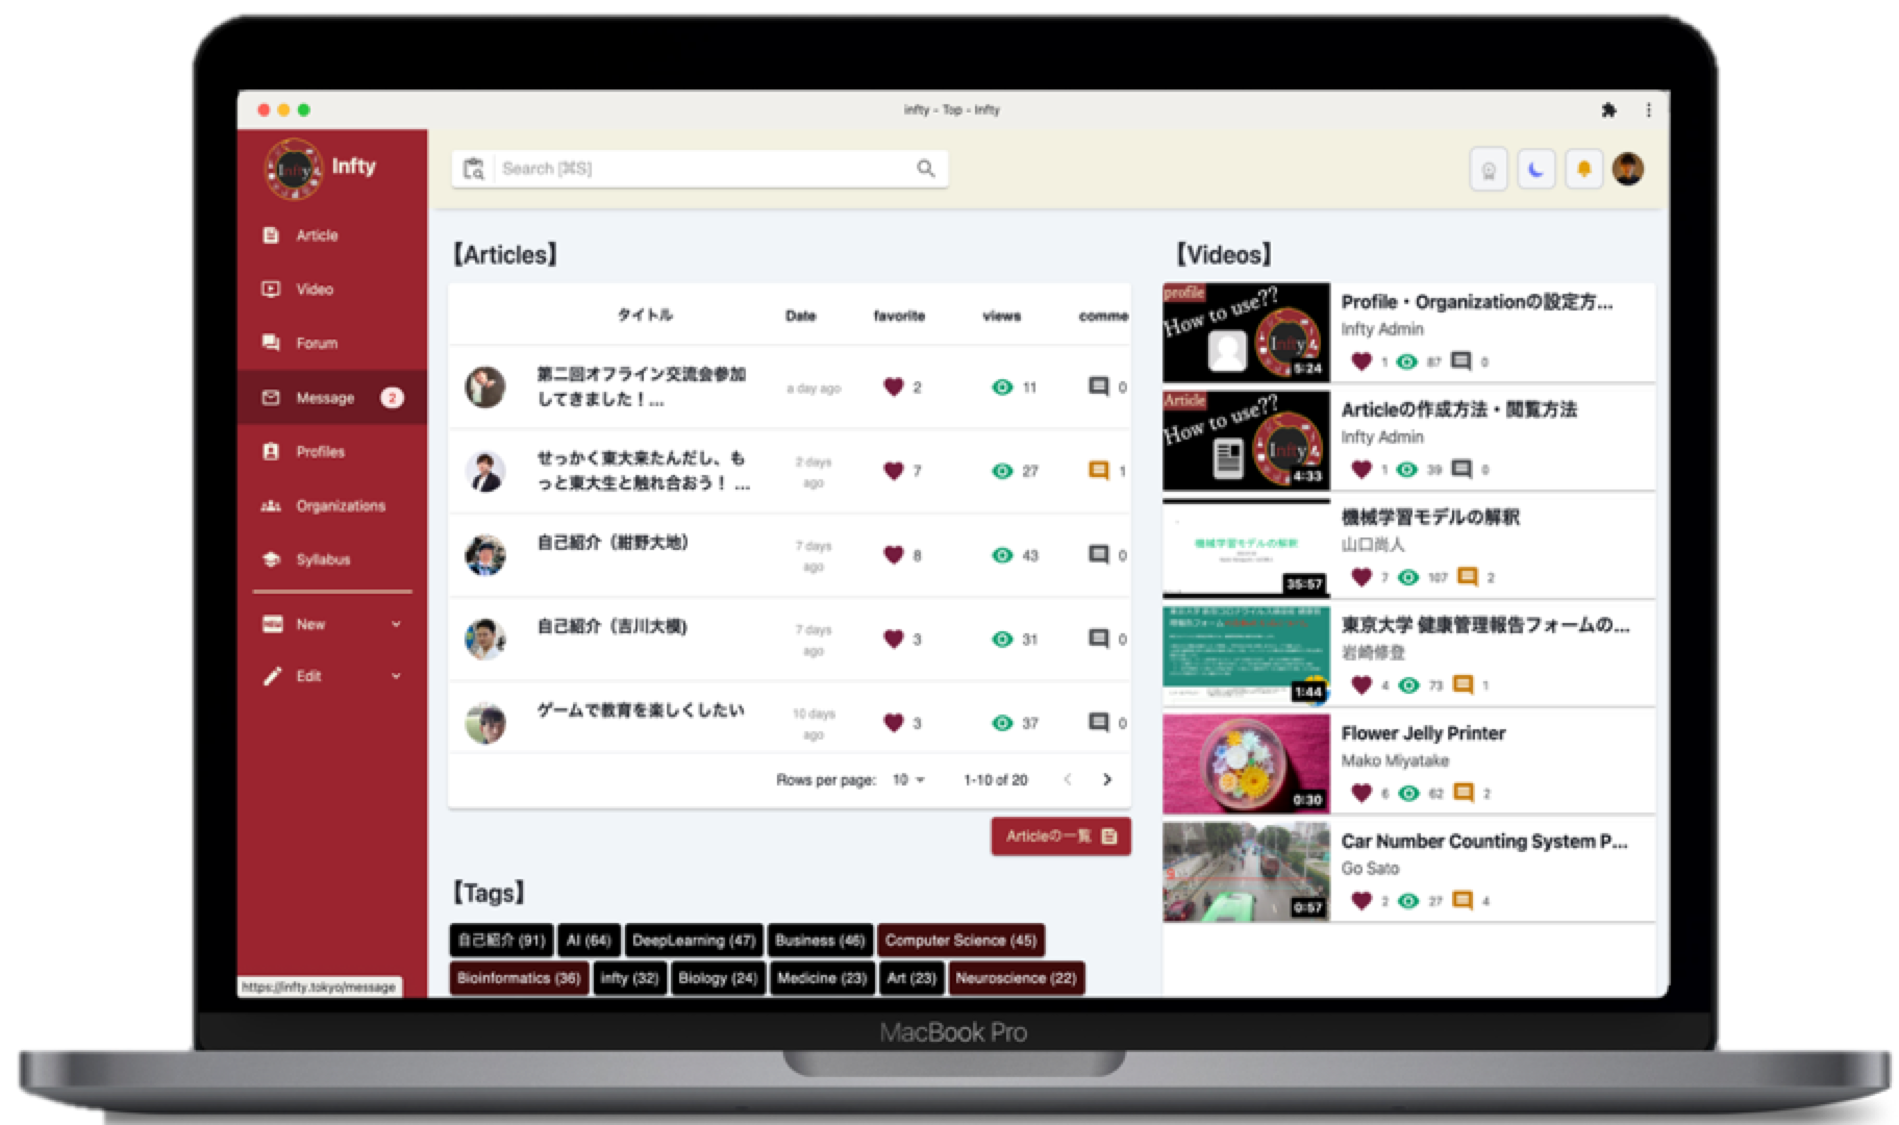 infty - Top - Infty
Infty
Infty
Search [⌘S]
Article
Video
Forum
Message 2
Profiles
Organizations
Syllabus
New
Edit
https://infty.tokyo/message
【Articles】
タイトル Date favorite views comme
第二回オフライン交流会参加
してきました！...
a day ago 2 11 0
せっかく東大来たんだし、も
っと東大生と触れ合おう！ ...
2 days
ago
7 27 1
自己紹介（紺野大地）
7 days
ago
8 43 0
自己紹介（吉川大模）
7 days
ago
3 31 0
ゲームで教育を楽しくしたい
10 days
ago
3 37 0
Rows per page: 10 1-10 of 20
Articleの一覧
【Tags】
自己紹介 (91) AI (64) DeepLearning (47) Business (46) Computer Science (45)
Bioinformatics (36) infty (32) Biology (24) Medicine (23) Art (23) Neuroscience (22)
【Videos】
profile
How to use??
Infty
5:24
Profile・Organizationの設定方...
Infty Admin
1 87 0
Article
How to use??
Infty
4:33
Articleの作成方法・閲覧方法
Infty Admin
1 39 0
機械学習モデルの解釈
35:57
機械学習モデルの解釈
山口尚人
7 107 2
1:44
東京大学 健康管理報告フォームの...
岩崎修登
4 73 1
0:30
Flower Jelly Printer
Mako Miyatake
6 62 2
0:57
Car Number Counting System P...
Go Sato
2 27 4
MacBook Pro